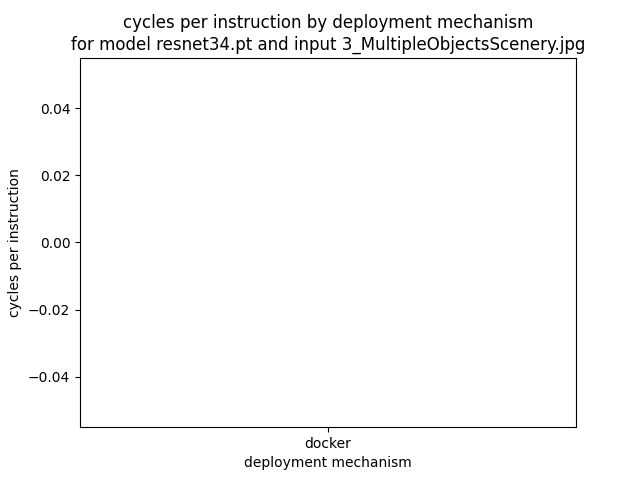 cycles per instruction by deployment mechanism
for model resnet34.pt and input 3_MultipleObjectsScenery.jpg
cycles per instruction
0.04
0.02
0.00
−0.02
−0.04
docker
deployment mechanism